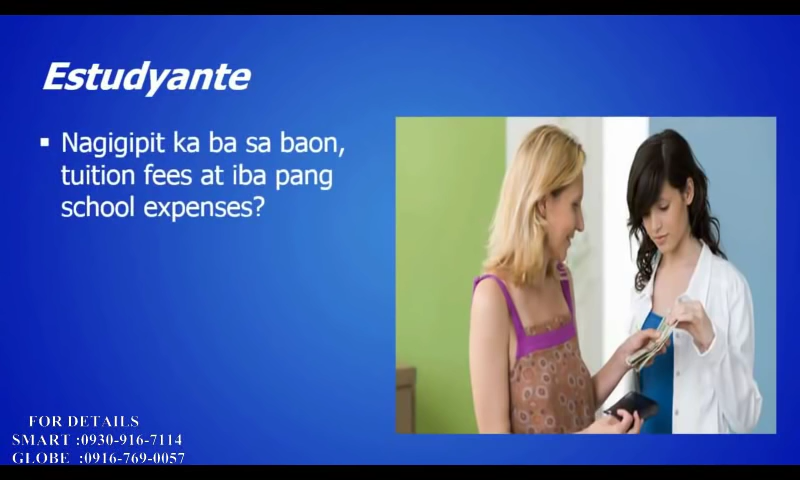 Estudyante
▪ Nagigipit ka ba sa baon,
tuition fees at iba pang
school expenses?
FOR DETAILS
SMART :0930-916-7114
GLOBE :0916-769-0057